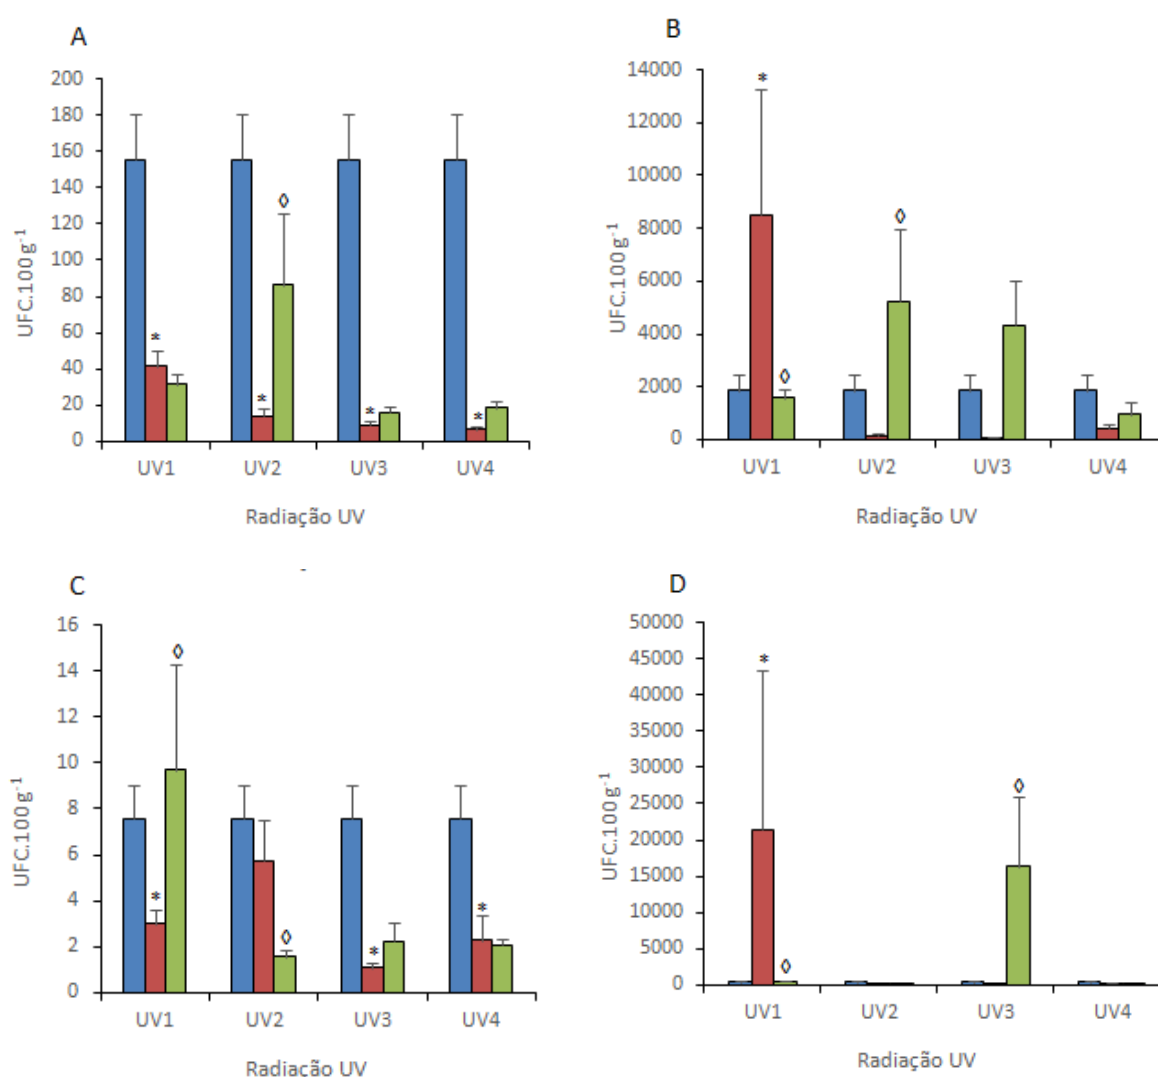 A
200
180
160
140
120
100
80
60
40
20
0
UFC.100g⁻¹
* * * *
◊
UV1 UV2 UV3 UV4
Radiação UV
B
14000
12000
10000
8000
6000
4000
2000
0
UFC.100g⁻¹
*
◊ ◊
UV1 UV2 UV3 UV4
Radiação UV
C
16
14
12
10
8
6
4
2
0
UFC.100g⁻¹
◊
* ◊ * *
UV1 UV2 UV3 UV4
Radiação UV
D
50000
45000
40000
35000
30000
25000
20000
15000
10000
5000
0
UFC.100g⁻¹
*
◊ ◊
UV1 UV2 UV3 UV4
Radiação UV